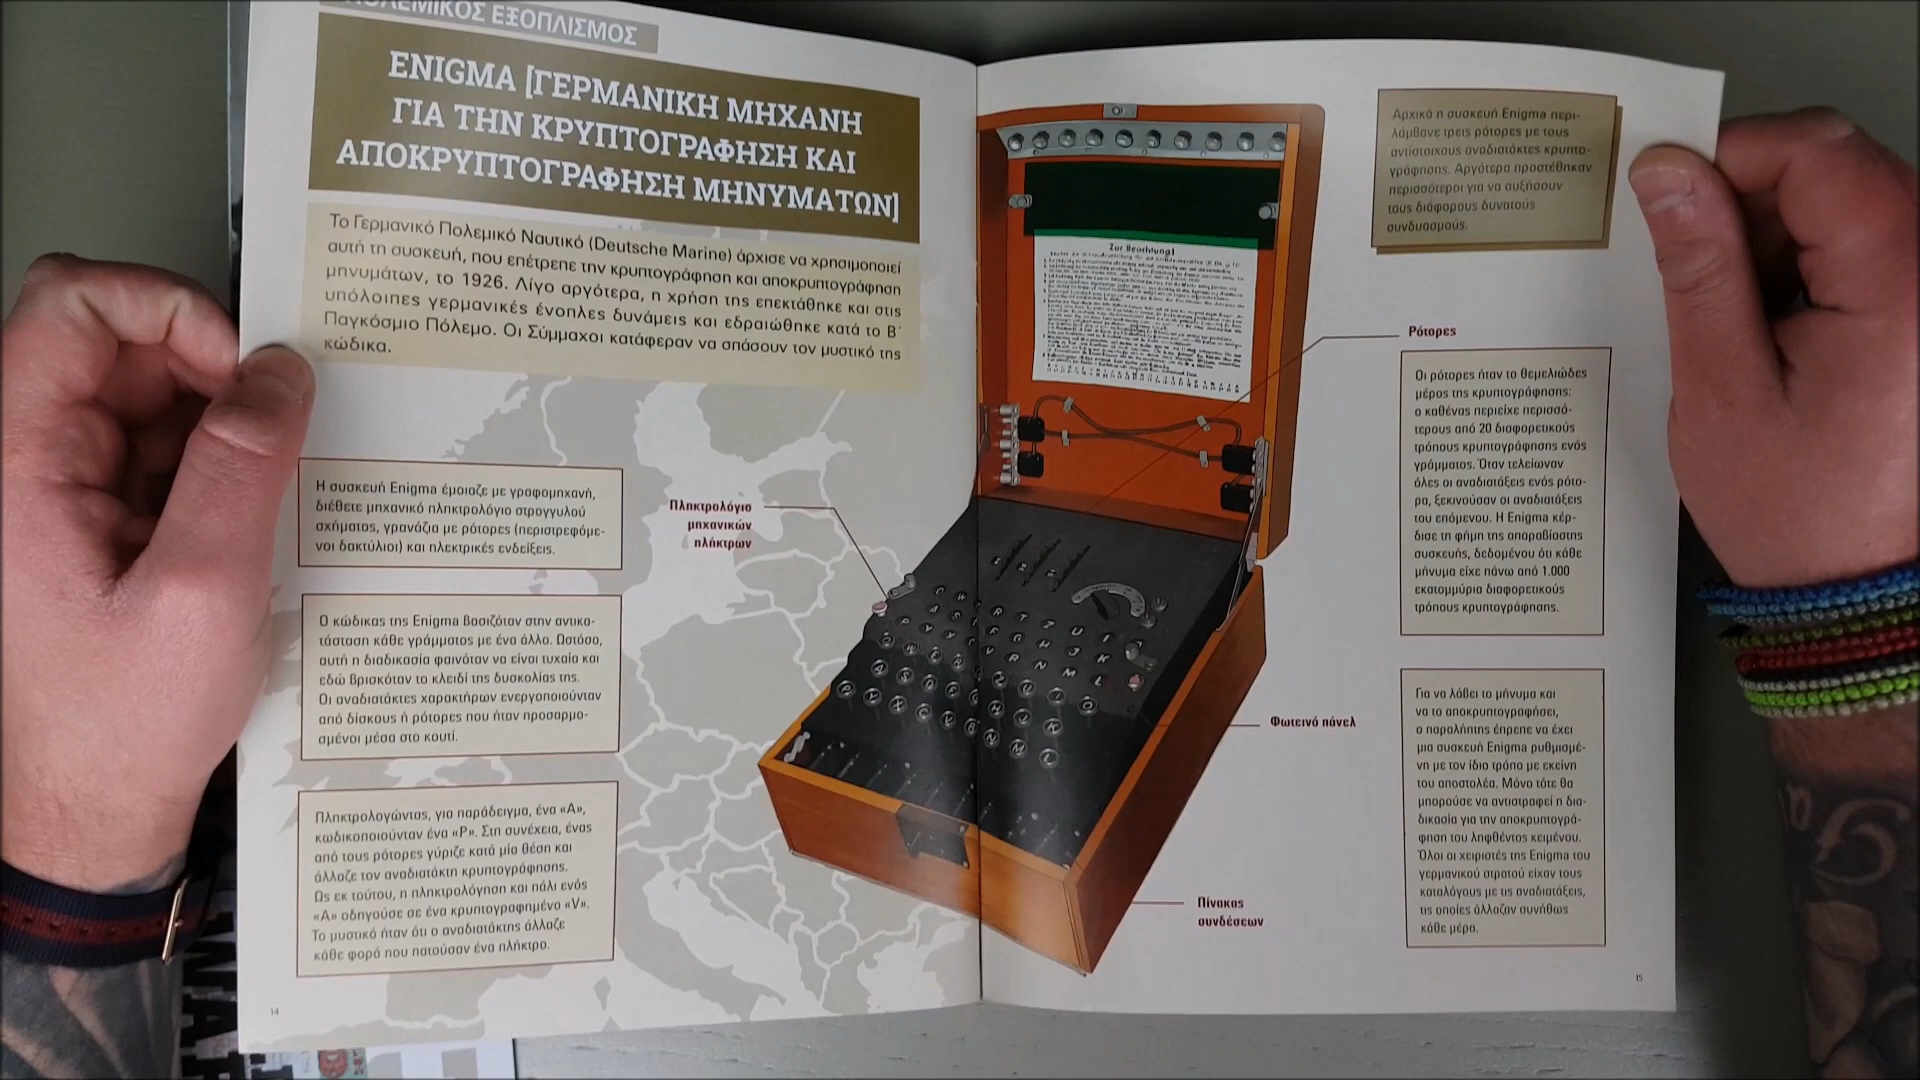 ΠΟΛΕΜΙΚΟΣ ΕΞΟΠΛΙΣΜΟΣ
ENIGMA [ΓΕΡΜΑΝΙΚΗ ΜΗΧΑΝΗ
ΓΙΑ ΤΗΝ ΚΡΥΠΤΟΓΡΑΦΗΣΗ ΚΑΙ
ΑΠΟΚΡΥΠΤΟΓΡΑΦΗΣΗ ΜΗΝΥΜΑΤΩΝ]
Το Γερμανικό Πολεμικό Ναυτικό (Deutsche Marine) άρχισε να χρησιμοποιεί
αυτή τη συσκευή, που επέτρεπε την κρυπτογράφηση και αποκρυπτογράφηση
μηνυμάτων, το 1926. Λίγο αργότερα, η χρήση της επεκτάθηκε και στις
υπόλοιπες γερμανικές ένοπλες δυνάμεις και εδραιώθηκε κατά το Β΄
Παγκόσμιο Πόλεμο. Οι Σύμμαχοι κατάφεραν να σπάσουν τον μυστικό της
κώδικα.
Η συσκευή Enigma έμοιαζε με γραφομηχανή,
διέθετε μηχανικό πληκτρολόγιο στρογγυλού
σχήματος, γρανάζια με ρότορες (περιστρεφόμε-
νοι δακτύλιοι) και ηλεκτρικές ενδείξεις.
Ο κώδικας της Enigma βασιζόταν στην αντικα-
τάσταση κάθε γράμματος με ένα άλλο. Ωστόσο,
αυτή η διαδικασία φαινόταν να είναι τυχαία και
εδώ βρισκόταν το κλειδί της δυσκολίας της.
Οι αναδιατάκτες χαρακτήρων ενεργοποιούνταν
από δίσκους ή ρότορες που ήταν προσαρμο-
σμένοι μέσα στο κουτί.
Πληκτρολογώντας, για παράδειγμα, ένα «Α»,
κωδικοποιούνταν ένα «Ρ». Στη συνέχεια, ένας
από τους ρότορες γύριζε κατά μία θέση και
άλλαζε τον αναδιατάκτη κρυπτογράφησης.
Ως εκ τούτου, η πληκτρολόγηση και πάλι ενός
«Α» οδηγούσε σε ένα κρυπτογραφημένο «V».
Το μυστικό ήταν ότι ο αναδιατάκτης άλλαζε
κάθε φορά που πατούσαν ένα πλήκτρο.
14
Πληκτρολόγιο
μηχανικών
πλήκτρων
Zur Beachtung!
Αρχικά η συσκευή Enigma περι-
λάμβανε τρεις ρότορες με τους
αντίστοιχους αναδιατάκτες κρυπτο-
γράφησης. Αργότερα προστέθηκαν
περισσότεροι για να αυξήσουν
τους διάφορους δυνατούς
συνδυασμούς.
Ρότορες
Οι ρότορες ήταν το θεμελιώδες
μέρος της κρυπτογράφησης:
ο καθένας περιείχε περισσό-
τερους από 20 διαφορετικούς
τρόπους κρυπτογράφησης ενός
γράμματος. Όταν τελείωναν
όλες οι αναδιατάξεις ενός ρότο-
ρα, ξεκινούσαν οι αναδιατάξεις
του επόμενου. Η Enigma κέρ-
δισε τη φήμη της απαραβίαστης
συσκευής, δεδομένου ότι κάθε
μήνυμα είχε πάνω από 1.000
εκατομμύρια διαφορετικούς
τρόπους κρυπτογράφησης.
Φωτεινό πάνελ
Για να λάβει το μήνυμα και
να το αποκρυπτογραφήσει,
ο παραλήπτης έπρεπε να έχει
μια συσκευή Enigma ρυθμισμέ-
νη με τον ίδιο τρόπο με εκείνη
του αποστολέα. Μόνο τότε θα
μπορούσε να αντιστραφεί η δια-
δικασία για την αποκρυπτογρά-
φηση του ληφθέντος κειμένου.
Όλοι οι χειριστές της Enigma του
γερμανικού στρατού είχαν τους
καταλόγους με τις αναδιατάξεις,
τις οποίες άλλαζαν συνήθως
κάθε μέρα.
Πίνακας
συνδέσεων
15